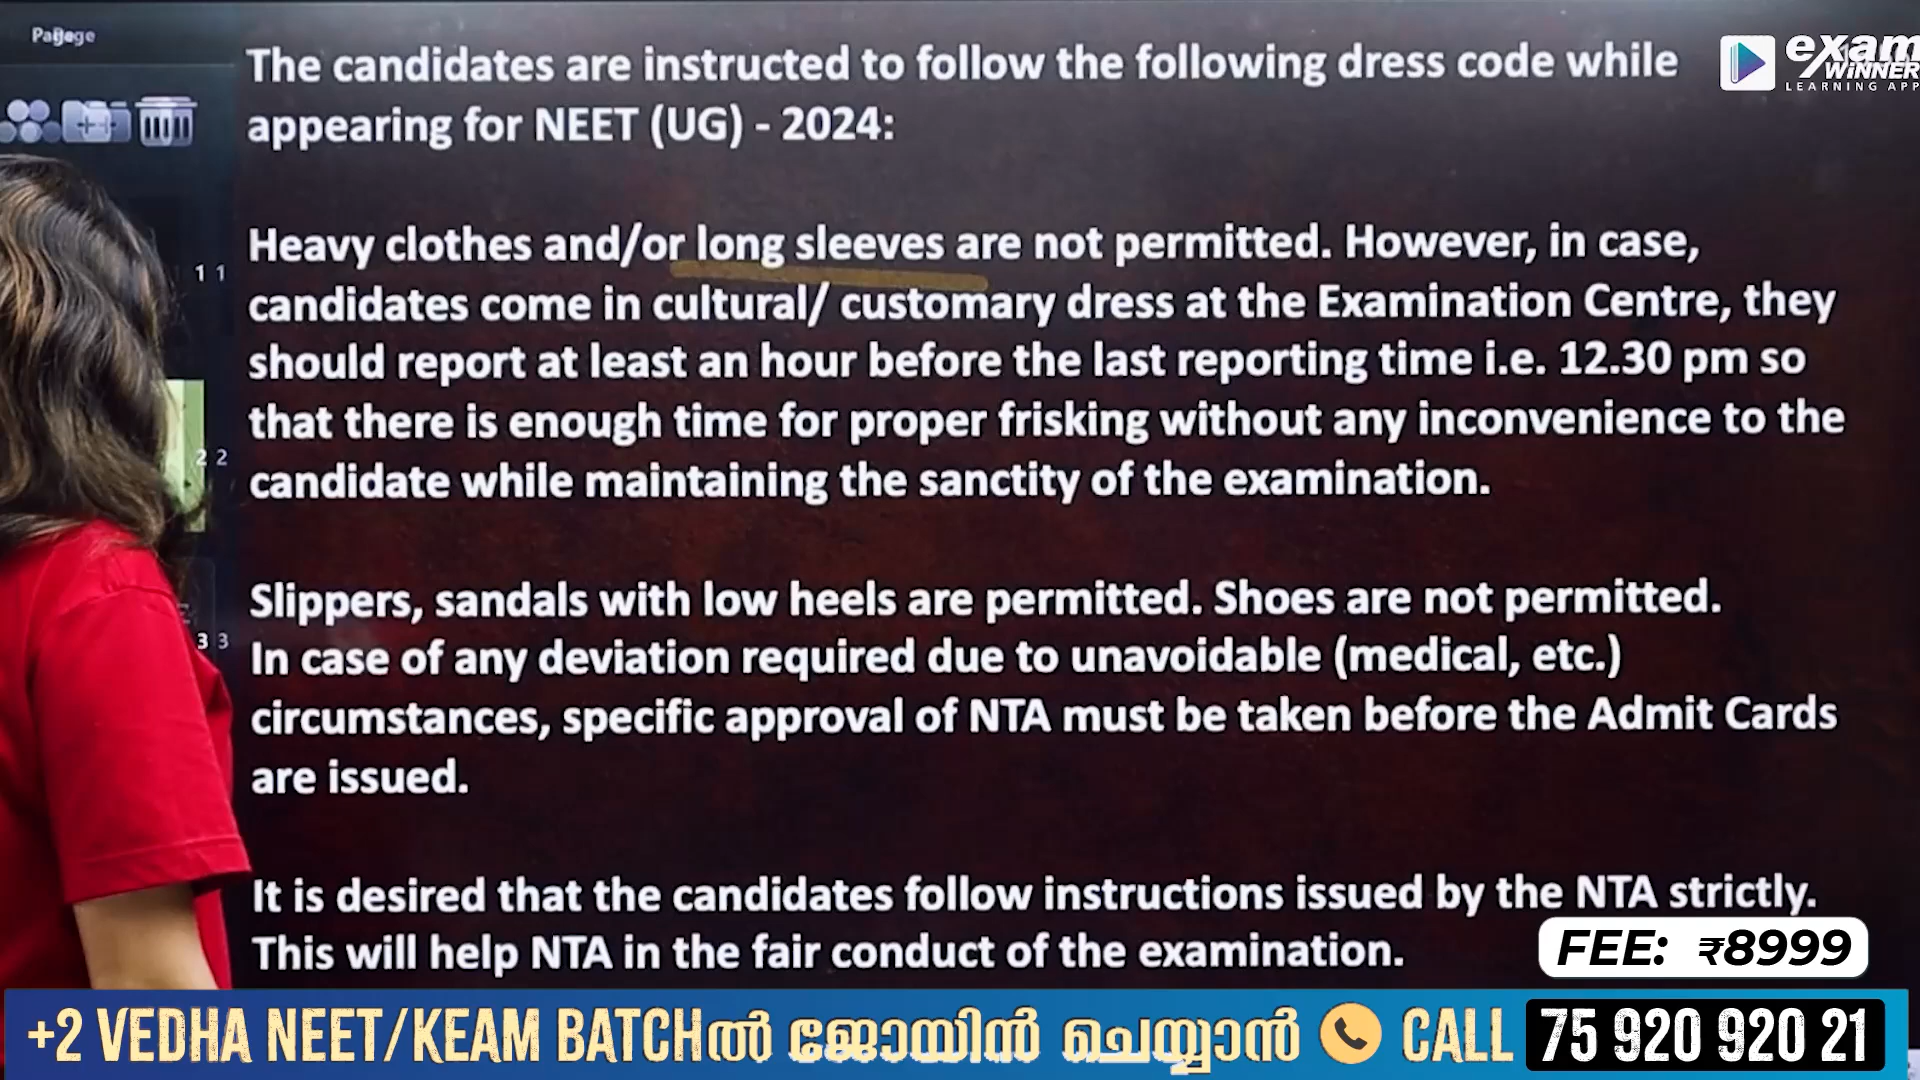 exam
WINNER
LEARNING APP
The candidates are instructed to follow the following dress code while
appearing for NEET (UG) - 2024:
Heavy clothes and/or long sleeves are not permitted. However, in case,
candidates come in cultural/ customary dress at the Examination Centre, they
should report at least an hour before the last reporting time i.e. 12.30 pm so
that there is enough time for proper frisking without any inconvenience to the
candidate while maintaining the sanctity of the examination.
Slippers, sandals with low heels are permitted. Shoes are not permitted.
In case of any deviation required due to unavoidable (medical, etc.)
circumstances, specific approval of NTA must be taken before the Admit Cards
are issued.
It is desired that the candidates follow instructions issued by the NTA strictly.
This will help NTA in the fair conduct of the examination.
1 1
2 2
3 3
FEE: ₹8999
+2 VEDHA NEET/KEAM BATCHൽ ജോയിൻ ചെയ്യാൻ CALL 75 920 920 21